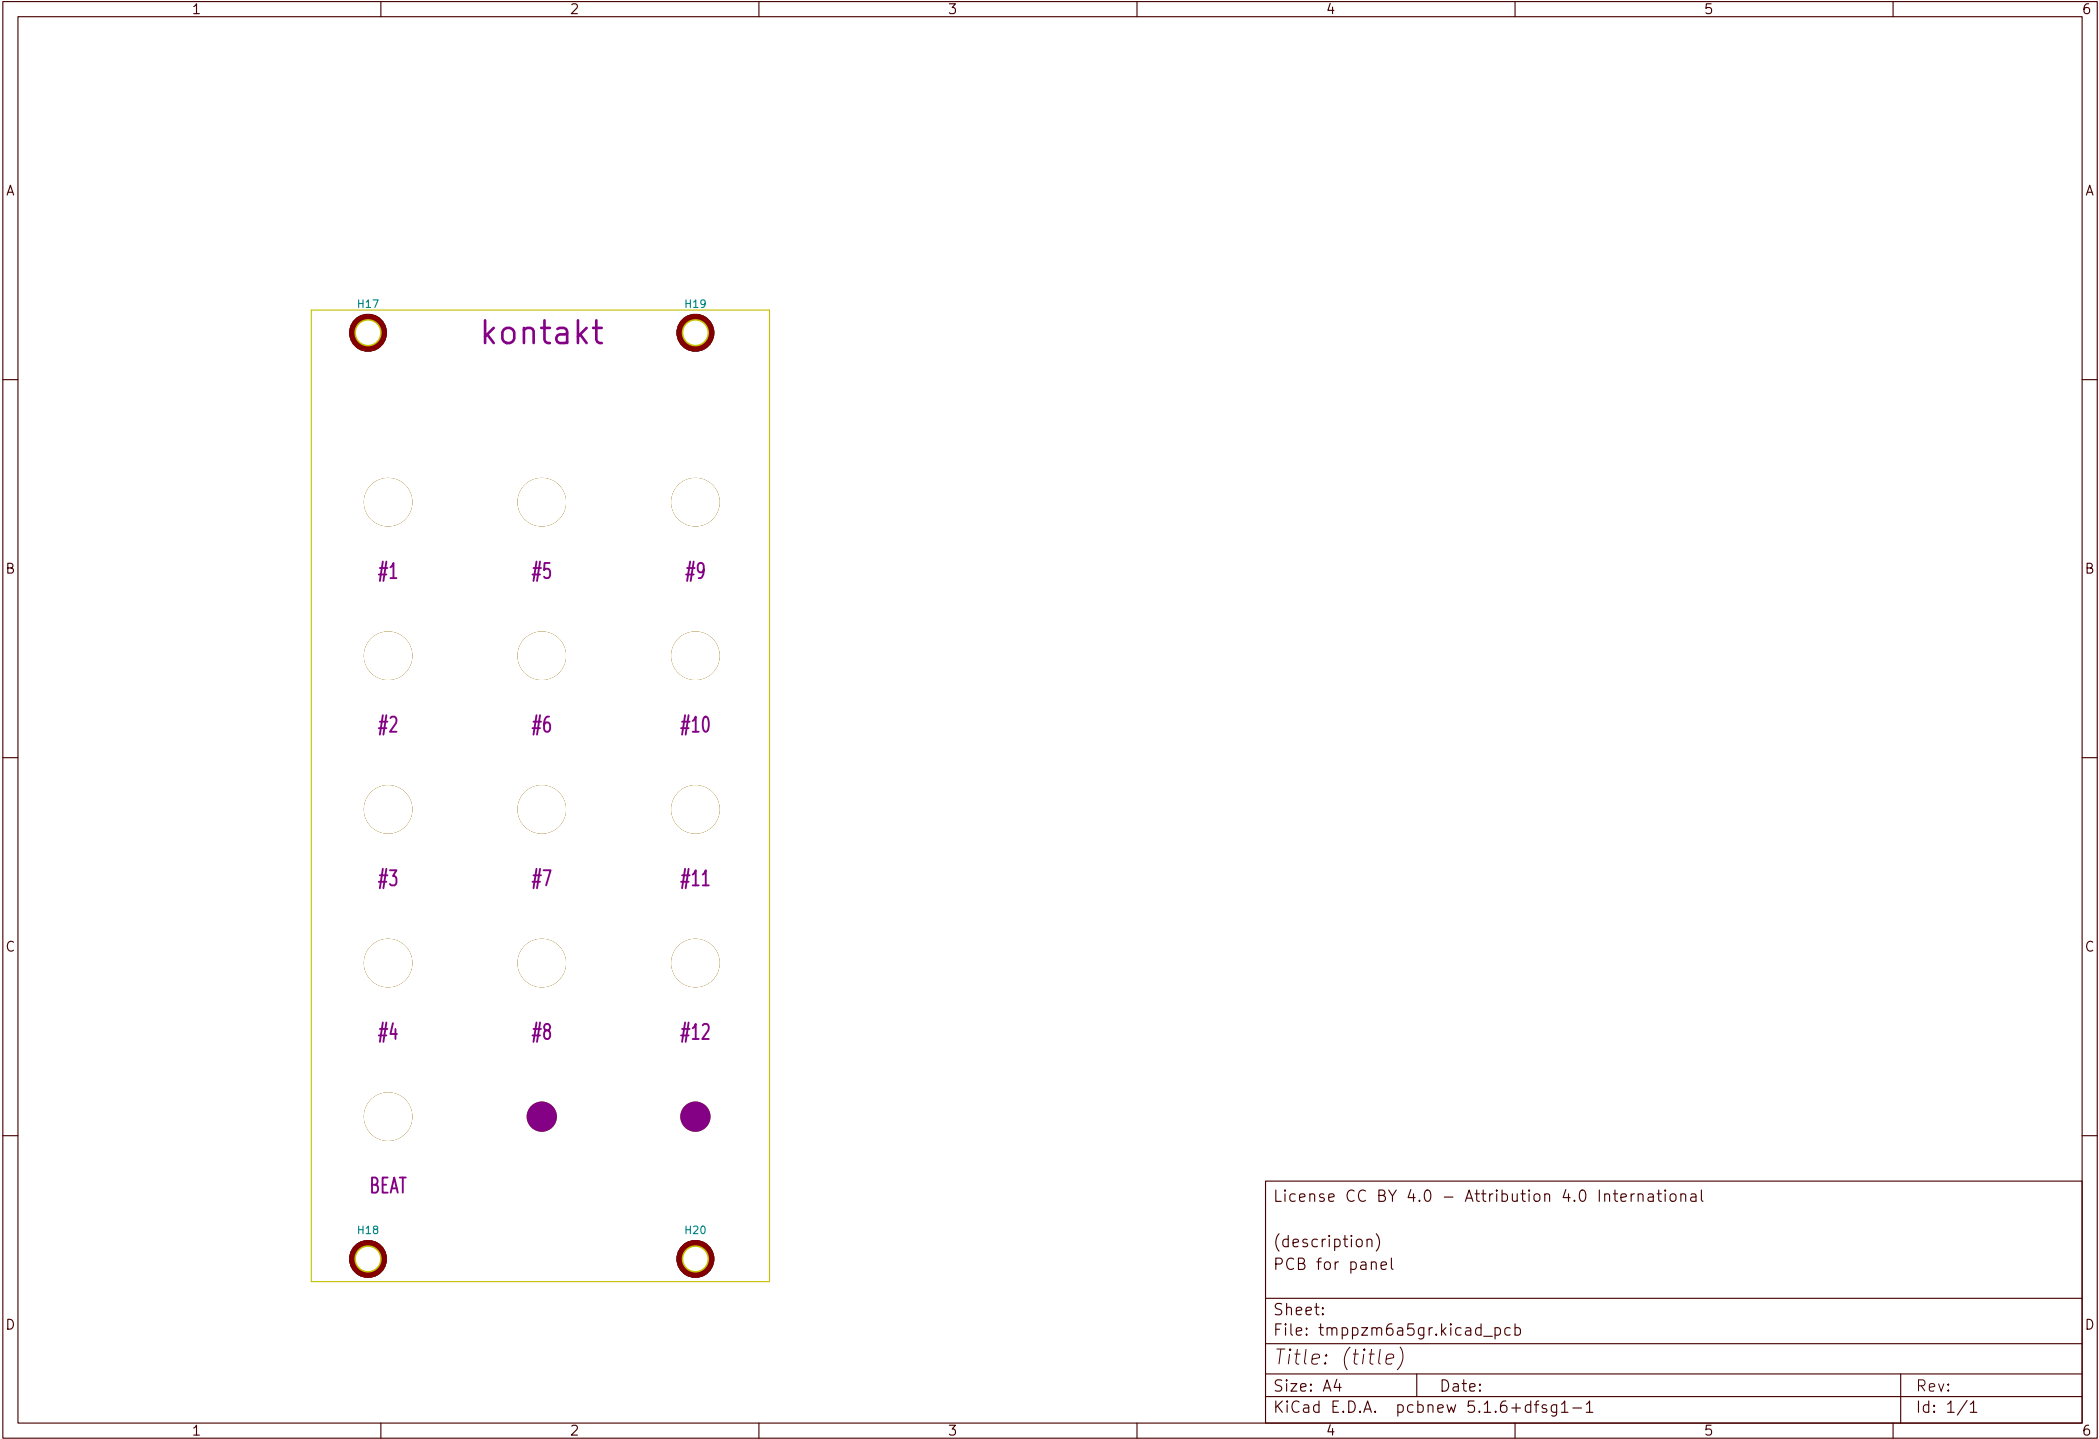 1 2 3 4 5 6
A A
H17 H19
kontakt
#1 #5 #9
B B
#2 #6 #10
#3 #7 #11
C C
#4 #8 #12
BEAT
H18 H20
License CC BY 4.0 - Attribution 4.0 International
(description)
PCB for panel
Sheet:
D D
File: tmppzm6a5gr.kicad_pcb
Title: (title)
Size: A4 Date: Rev:
KiCad E.D.A. pcbnew 5.1.6+dfsg1-1 Id: 1/1
1 2 3 4 5 6